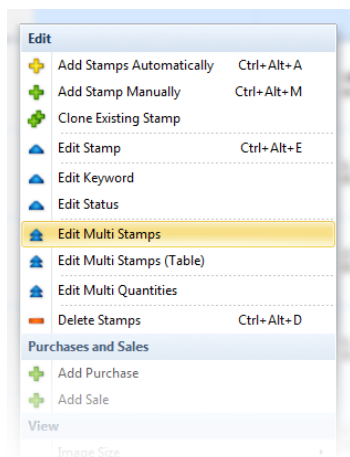 Edit
Add Stamps Automatically Ctrl+Alt+A
Add Stamp Manually Ctrl+Alt+M
Clone Existing Stamp
Edit Stamp Ctrl+Alt+E
Edit Keyword
Edit Status
Edit Multi Stamps
Edit Multi Stamps (Table)
Edit Multi Quantities
Delete Stamps Ctrl+Alt+D
Purchases and Sales
Add Purchase
Add Sale
View
Image Size